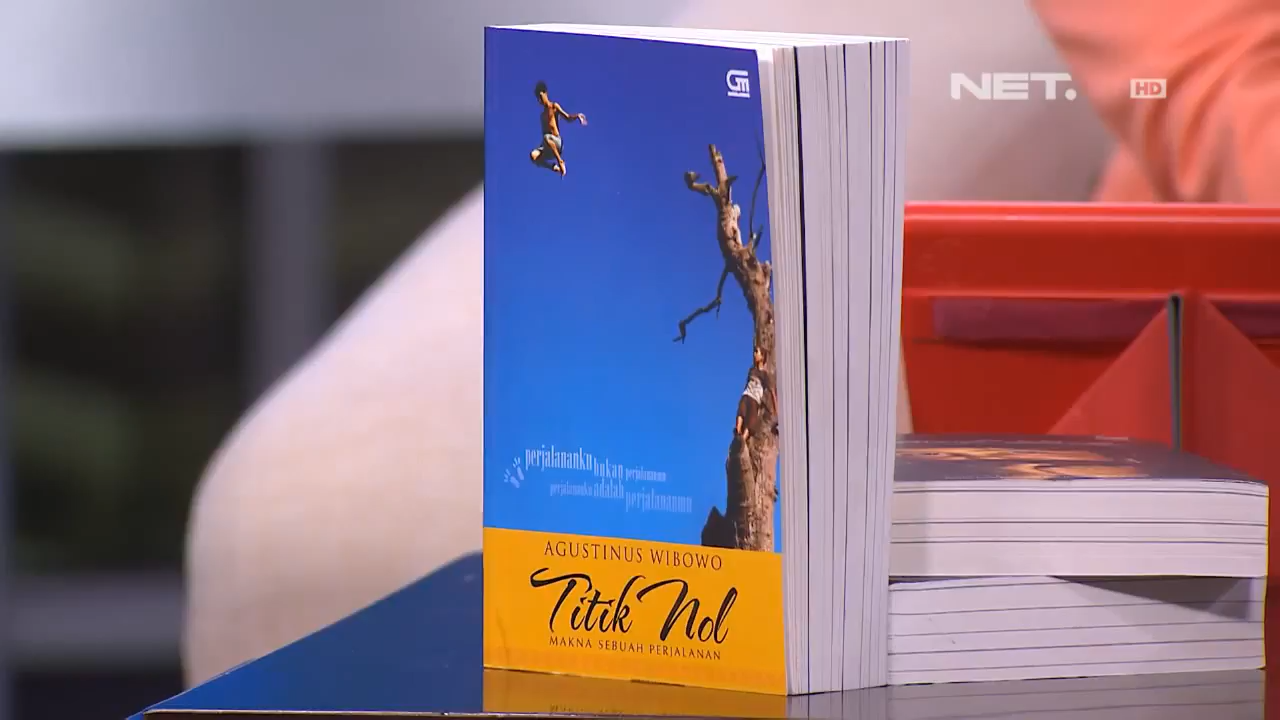 NET. HD
GM
perjalananku bukan perjalananmu
perjalananku adalah perjalananmu
AGUSTINUS WIBOWO
Titik Nol
MAKNA SEBUAH PERJALANAN